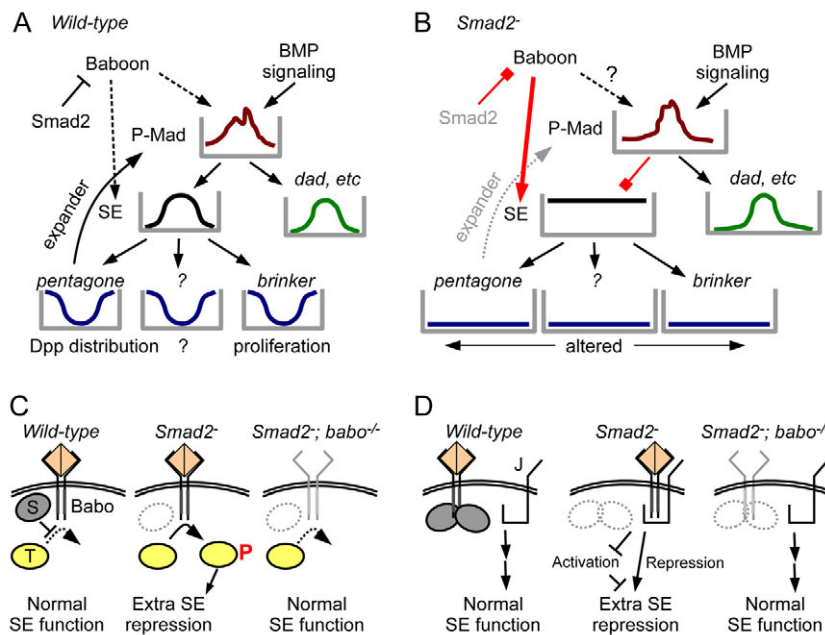 A
Wild-type
Baboon
BMP
signaling
Smad2
P-Mad
expander
SE
dad, etc
pentagone
?
brinker
Dpp distribution
?
proliferation
B
Smad2-
Baboon
?
BMP
signaling
Smad2
P-Mad
expander
SE
dad, etc
pentagone
?
brinker
altered
C
Wild-type
Smad2-
Smad2-; babo-/-
S
Babo
T
P
Normal
SE function
Extra SE
repression
Normal
SE function
D
Wild-type
Smad2-
Smad2-; babo-/
J
Activation
Repression
Normal
SE function
Extra SE
repression
Normal
SE function